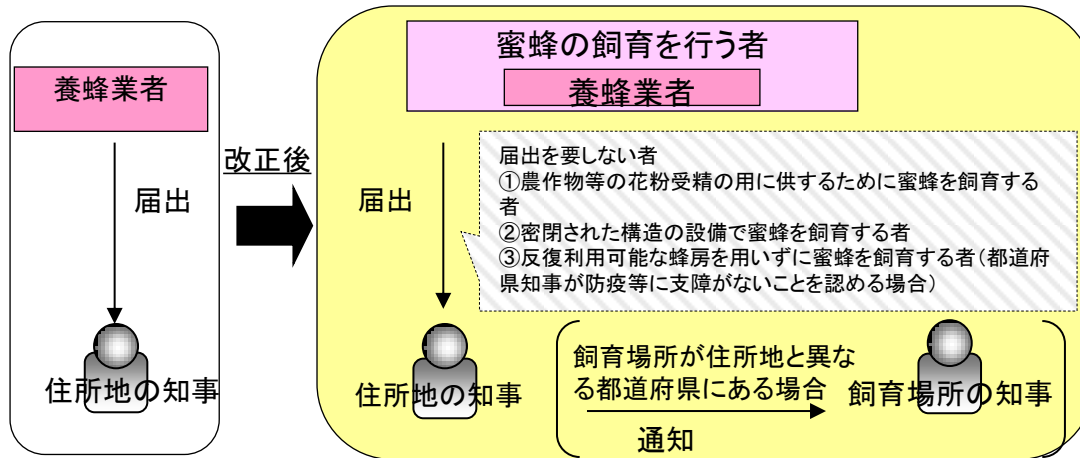 養蜂業者
届出
住所地の知事
改正後
蜜蜂の飼育を行う者
養蜂業者
届出
届出を要しない者
①農作物等の花粉受精の用に供するために蜜蜂を飼育する
者
②密閉された構造の設備で蜜蜂を飼育する者
③反復利用可能な蜂房を用いずに蜜蜂を飼育する者(都道府
県知事が防疫等に支障がないことを認める場合)
住所地の知事
飼育場所が住所地と異な
る都道府県にある場合
通知
飼育場所の知事